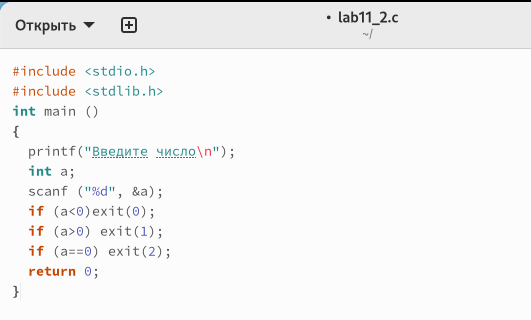 Открыть
• lab11_2.c
~/
#include <stdio.h>
#include <stdlib.h>
int main ()
{
  printf("Введите число\n");
  int a;
  scanf ("%d", &a);
  if (a<0)exit(0);
  if (a>0) exit(1);
  if (a==0) exit(2);
  return 0;
}